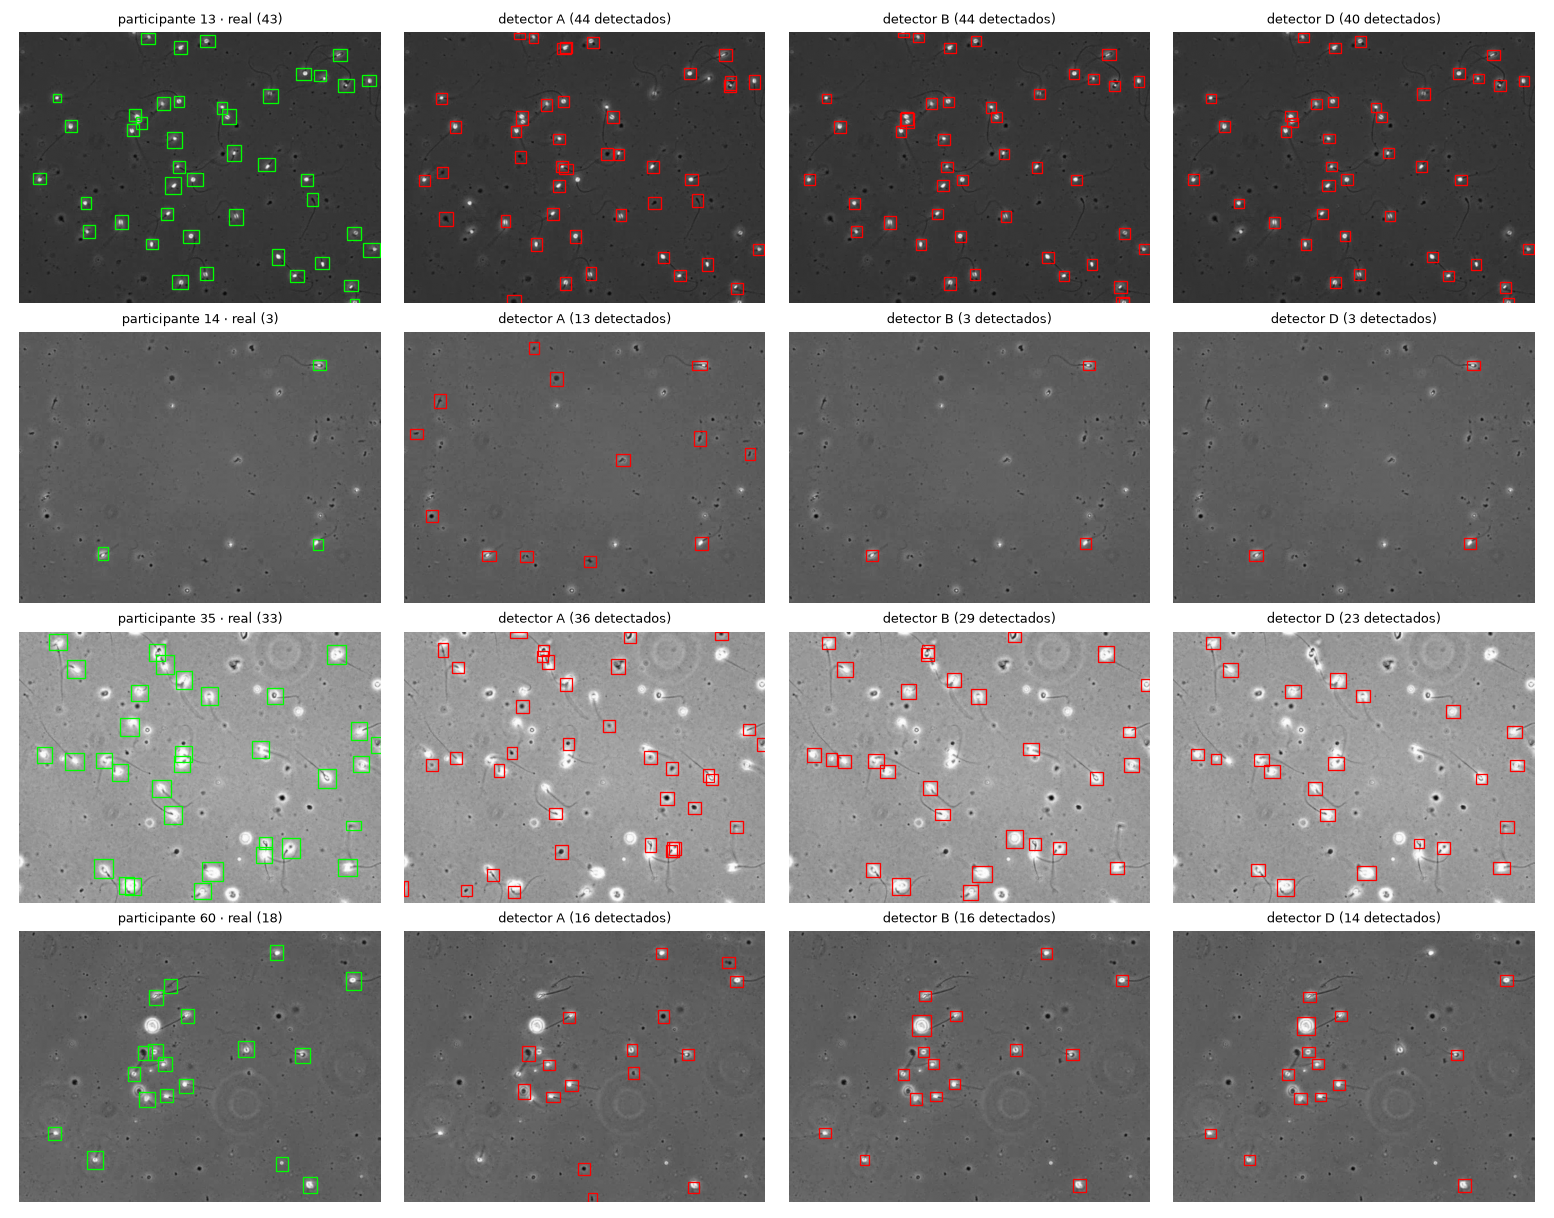 participante 13 · real (43)
detector A (44 detectados)
detector B (44 detectados)
detector D (40 detectados)
participante 14 · real (3)
detector A (13 detectados)
detector B (3 detectados)
detector D (3 detectados)
participante 35 · real (33)
detector A (36 detectados)
detector B (29 detectados)
detector D (23 detectados)
participante 60 · real (18)
detector A (16 detectados)
detector B (16 detectados)
detector D (14 detectados)